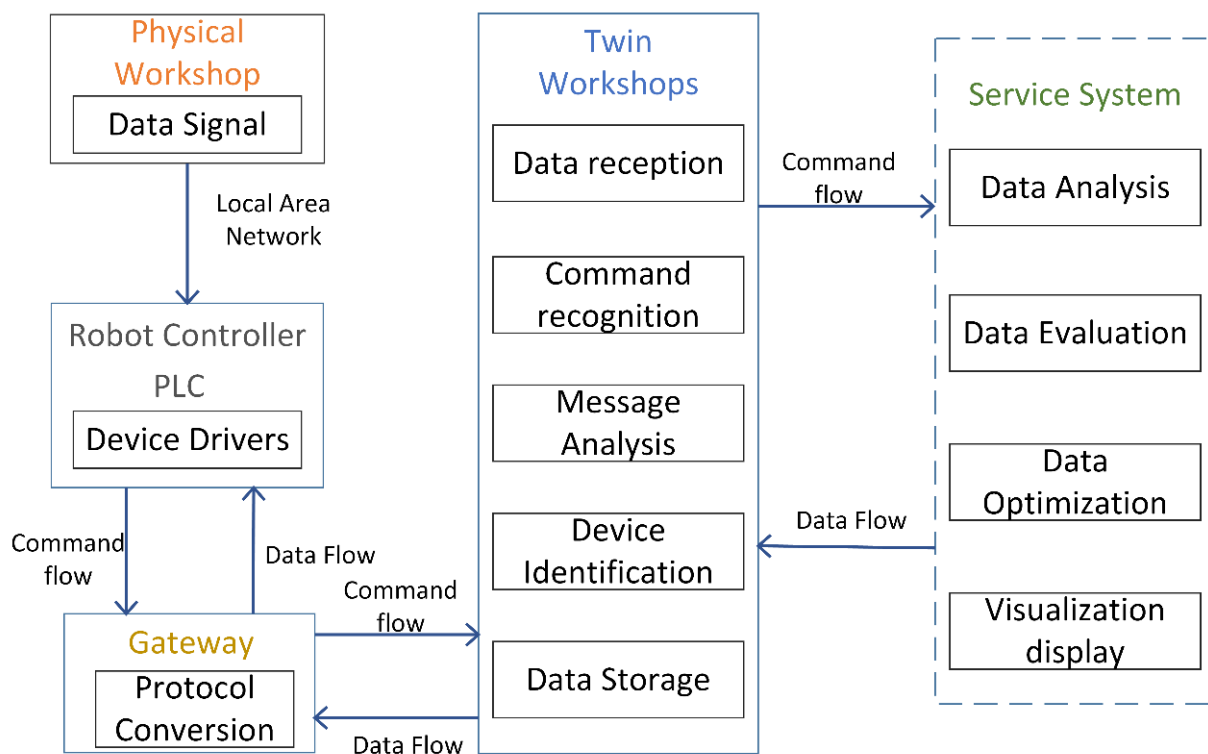 Physical
Workshop
Data Signal
Local Area
Network
Robot Controller
PLC
Device Drivers
Command
flow
Data Flow
Gateway
Protocol
Conversion
Command
flow
Data Flow
Twin
Workshops
Data reception
Command
recognition
Message
Analysis
Device
Identification
Data Storage
Command
flow
Data Flow
Service System
Data Analysis
Data Evaluation
Data
Optimization
Visualization
display